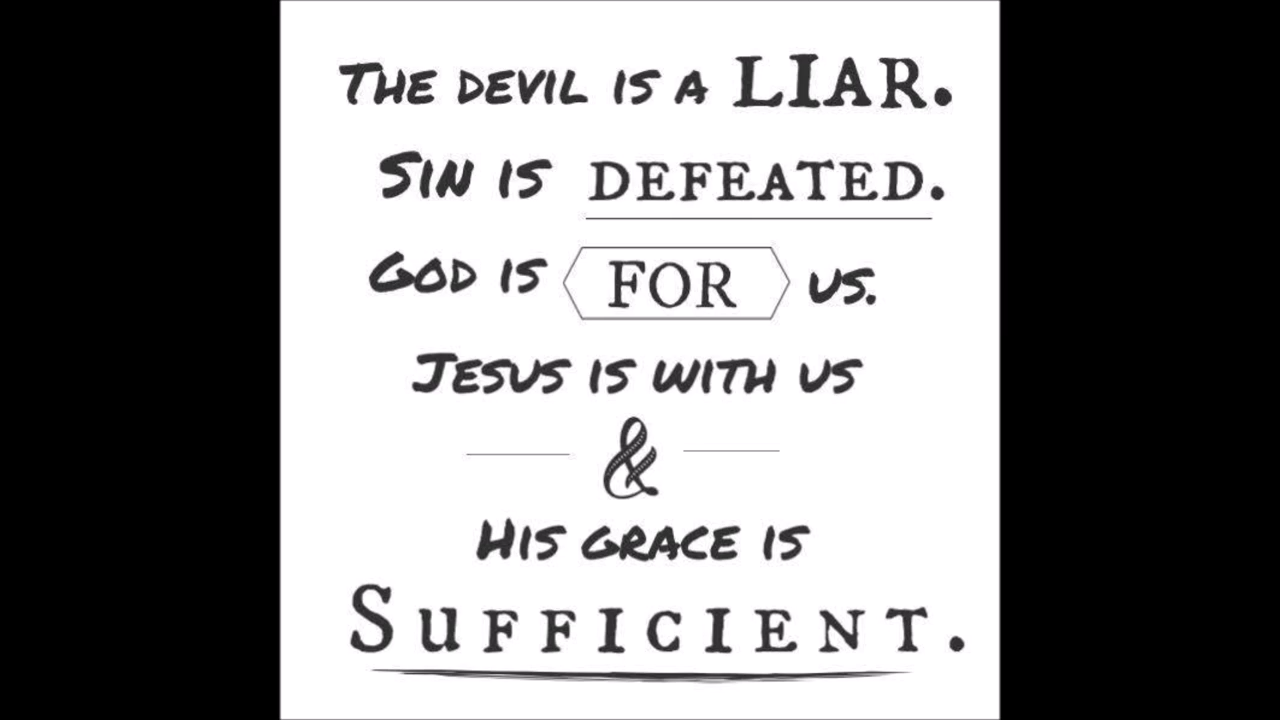 THE DEVIL IS A LIAR.
SIN IS DEFEATED.
GOD IS FOR US.
JESUS IS WITH US
&
HIS GRACE IS
SUFFICIENT.